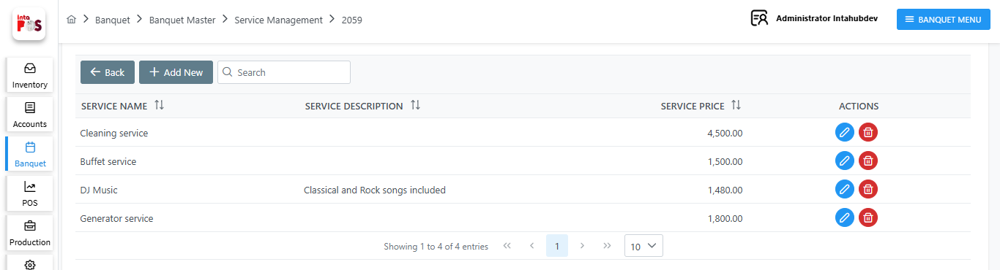 Inta
POS
Banquet
Banquet Master
Service Management
2059
Administrator Intahubdev
BANQUET MENU
Inventory
Accounts
Banquet
POS
Production
Back
Add New
Search
SERVICE NAME SERVICE DESCRIPTION SERVICE PRICE ACTIONS
Cleaning service 4,500.00
Buffet service 1,500.00
DJ Music Classical and Rock songs included 1,480.00
Generator service 1,800.00
Showing 1 to 4 of 4 entries 1 10